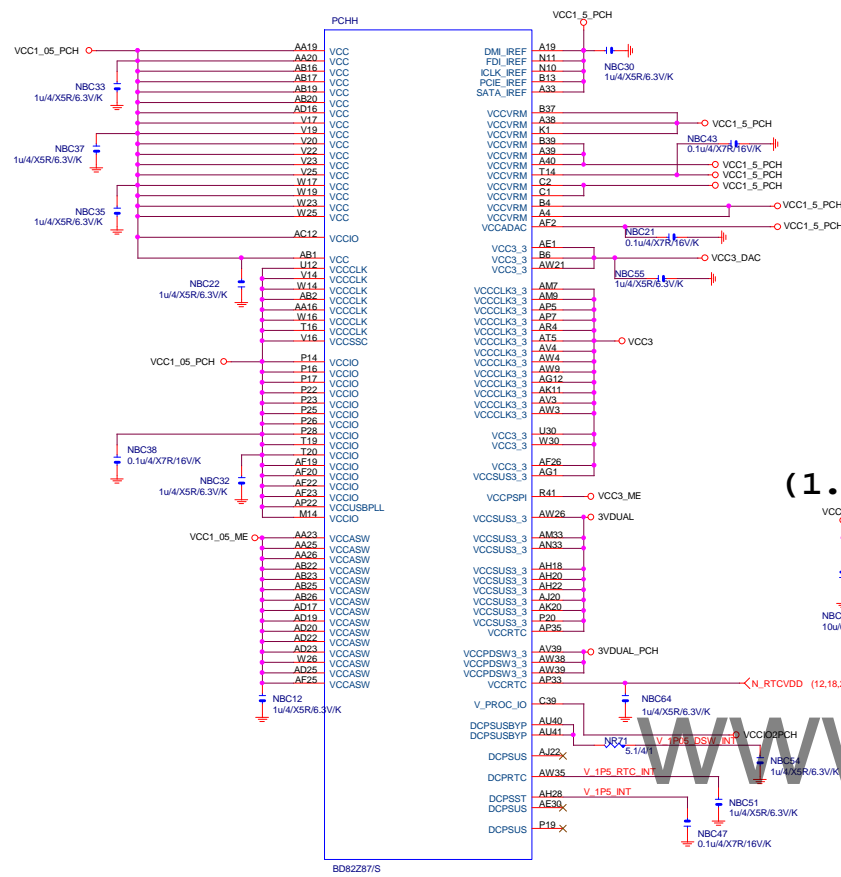 PCHH
VCC1_5_PCH
VCC1_05_PCH
AA19 VCC
AA20 VCC
AB16 VCC
AB17 VCC
AB19 VCC
AB20 VCC
AD16 VCC
V17 VCC
V19 VCC
V20 VCC
V22 VCC
V23 VCC
V25 VCC
W17 VCC
W19 VCC
W23 VCC
W25 VCC
AC12 VCCIO
AB1 VCC
U12 VCCCLK
V14 VCCCLK
W14 VCCCLK
AB2 VCCCLK
AA16 VCCCLK
W16 VCCCLK
T16 VCCCLK
V16 VCCSSC
P14 VCCIO
P16 VCCIO
P17 VCCIO
P22 VCCIO
P23 VCCIO
P25 VCCIO
P26 VCCIO
P28 VCCIO
T19 VCCIO
T20 VCCIO
AF19 VCCIO
AF20 VCCIO
AF22 VCCIO
AF23 VCCIO
AP22 VCCUSBPLL
M14 VCCIO
AA23 VCCASW
AA25 VCCASW
AA26 VCCASW
AB22 VCCASW
AB23 VCCASW
AB25 VCCASW
AB26 VCCASW
AD17 VCCASW
AD19 VCCASW
AD20 VCCASW
AD22 VCCASW
AD23 VCCASW
W26 VCCASW
AD25 VCCASW
AF25 VCCASW
NBC33
1u/4/X5R/6.3V/K
NBC37
1u/4/X5R/6.3V/K
NBC35
1u/4/X5R/6.3V/K
NBC22
1u/4/X5R/6.3V/K
VCC1_05_PCH
NBC38
0.1u/4/X7R/16V/K
NBC32
1u/4/X5R/6.3V/K
VCC1_05_ME
NBC12
1u/4/X5R/6.3V/K
DMI_IREF A19
FDI_IREF N11
ICLK_IREF N10
PCIE_IREF B13
SATA_IREF A33
VCCVRM B37
VCCVRM A38
VCCVRM K1
VCCVRM B39
VCCVRM A39
VCCVRM A40
VCCVRM T14
VCCVRM C2
VCCVRM C1
VCCVRM B4
VCCVRM A4
VCCADAC AF2
VCC3_3 AE1
VCC3_3 B6
VCC3_3 AW21
VCCCLK3_3 AM7
VCCCLK3_3 AM9
VCCCLK3_3 AP5
VCCCLK3_3 AP7
VCCCLK3_3 AR4
VCCCLK3_3 AT5
VCCCLK3_3 AV4
VCCCLK3_3 AW4
VCCCLK3_3 AW9
VCCCLK3_3 AG12
VCCCLK3_3 AK11
VCCCLK3_3 AV3
VCCCLK3_3 AW3
VCC3_3 U30
VCC3_3 W30
VCC3_3 AF26
VCCSUS3_3 AG1
VCCPSPI R41
VCCSUS3_3 AW26
VCCSUS3_3 AM33
VCCSUS3_3 AN33
VCCSUS3_3 AH18
VCCSUS3_3 AH20
VCCSUS3_3 AH22
VCCSUS3_3 AJ20
VCCSUS3_3 AK20
VCCSUS3_3 P20
VCCRTC AP35
VCCPDSW3_3 AV39
VCCPDSW3_3 AW38
VCCPDSW3_3 AW39
VCCRTC AP33
V_PROC_IO C39
DCPSUSBYP AU40
DCPSUSBYP AU41
DCPSUS AJ22
DCPRTC AW35
DCPSST AH28
DCPSUS AE30
DCPSUS P19
NBC30
1u/4/X5R/6.3V/K
VCC1_5_PCH
NBC43
0.1u/4/X7R/16V/K
VCC1_5_PCH
VCC1_5_PCH
VCC1_5_PCH
VCC1_5_PCH
VCC1_5_PCH
NBC21
0.1u/4/X7R/16V/K
VCC3_DAC
NBC55
1u/4/X5R/6.3V/K
VCC3
VCC3_ME
3VDUAL
3VDUAL_PCH
N_RTCVDD (12,18,
NBC64
1u/4/X5R/6.3V/K
VCCIO2PCH
NR71 V_1P05_DSW_INT
5.1/4/1
NBC54
1u/4/X5R/6.3V/K
V_1P5_RTC_INT
NBC51
1u/4/X5R/6.3V/K
V_1P5_INT
NBC47
0.1u/4/X7R/16V/K
(1.
VCC
NBC
10u/
WWW
BD82Z87/S